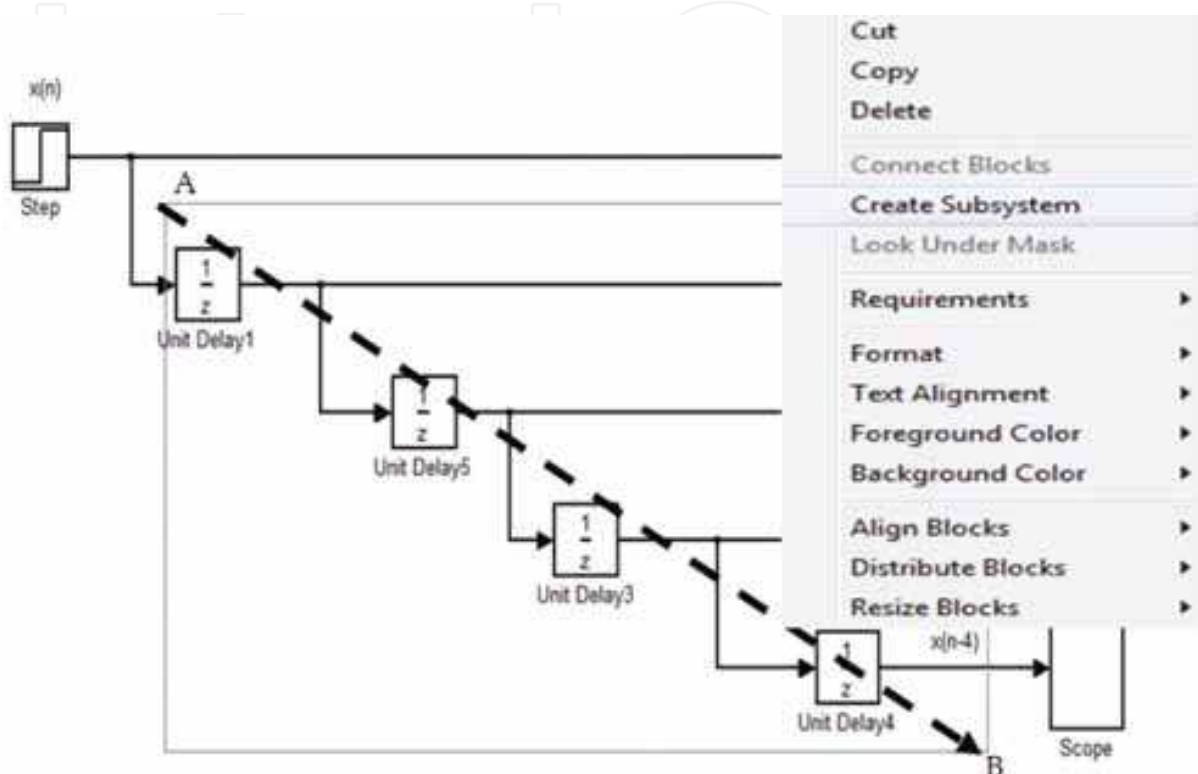 x(n)
Step
A
1
z
Unit Delay1
1
z
Unit Delay5
1
z
Unit Delay3
1
z
Unit Delay4
x(n-4)
B
Scope
Cut
Copy
Delete
Connect Blocks
Create Subsystem
Look Under Mask
Requirements
Format
Text Alignment
Foreground Color
Background Color
Align Blocks
Distribute Blocks
Resize Blocks